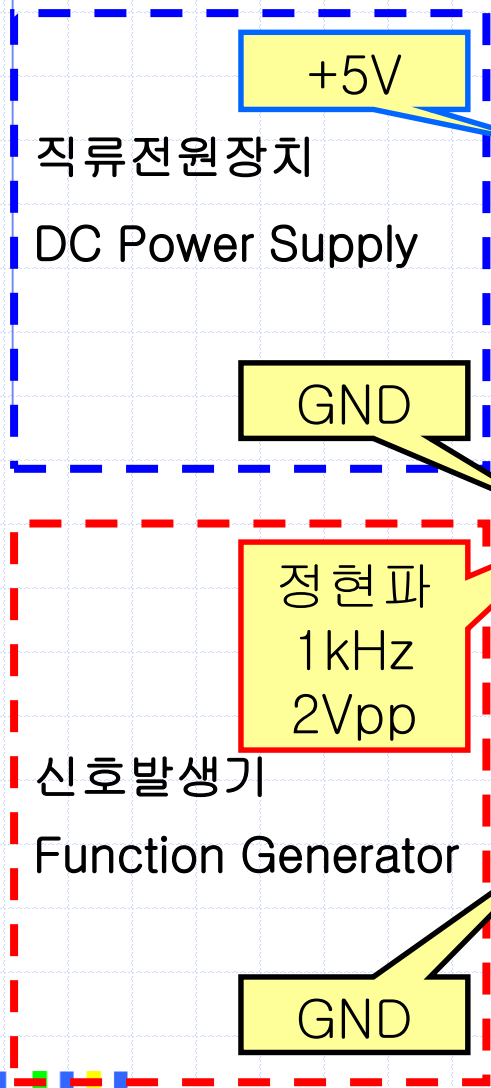 +5V
직류전원장치
DC Power Supply
GND
정현파
1kHz
2Vpp
신호발생기
Function Generator
GND